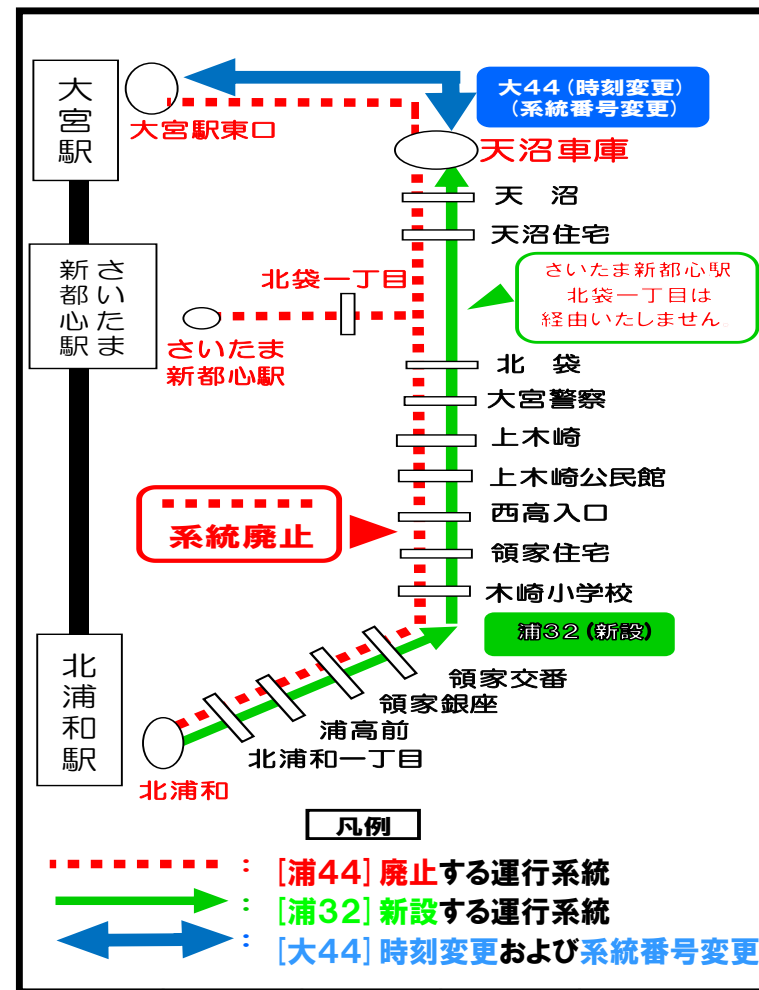 大宮駅
大宮駅東口
大44（時刻変更）
（系統番号変更）
天沼車庫
天　沼
天沼住宅
さいたま新都心駅
北袋一丁目は
経由いたしません
さいたま
新都心駅
北袋一丁目
さいたま
新都心駅
北　袋
大宮警察
上木崎
上木崎公民館
西高入口
領家住宅
木崎小学校
系統廃止
浦32（新設）
領家交番
領家銀座
浦高前
北浦和一丁目
北浦和駅
北浦和
凡例
：［浦44］廃止する運行系統
：［浦32］新設する運行系統
：［大44］時刻変更および系統番号変更